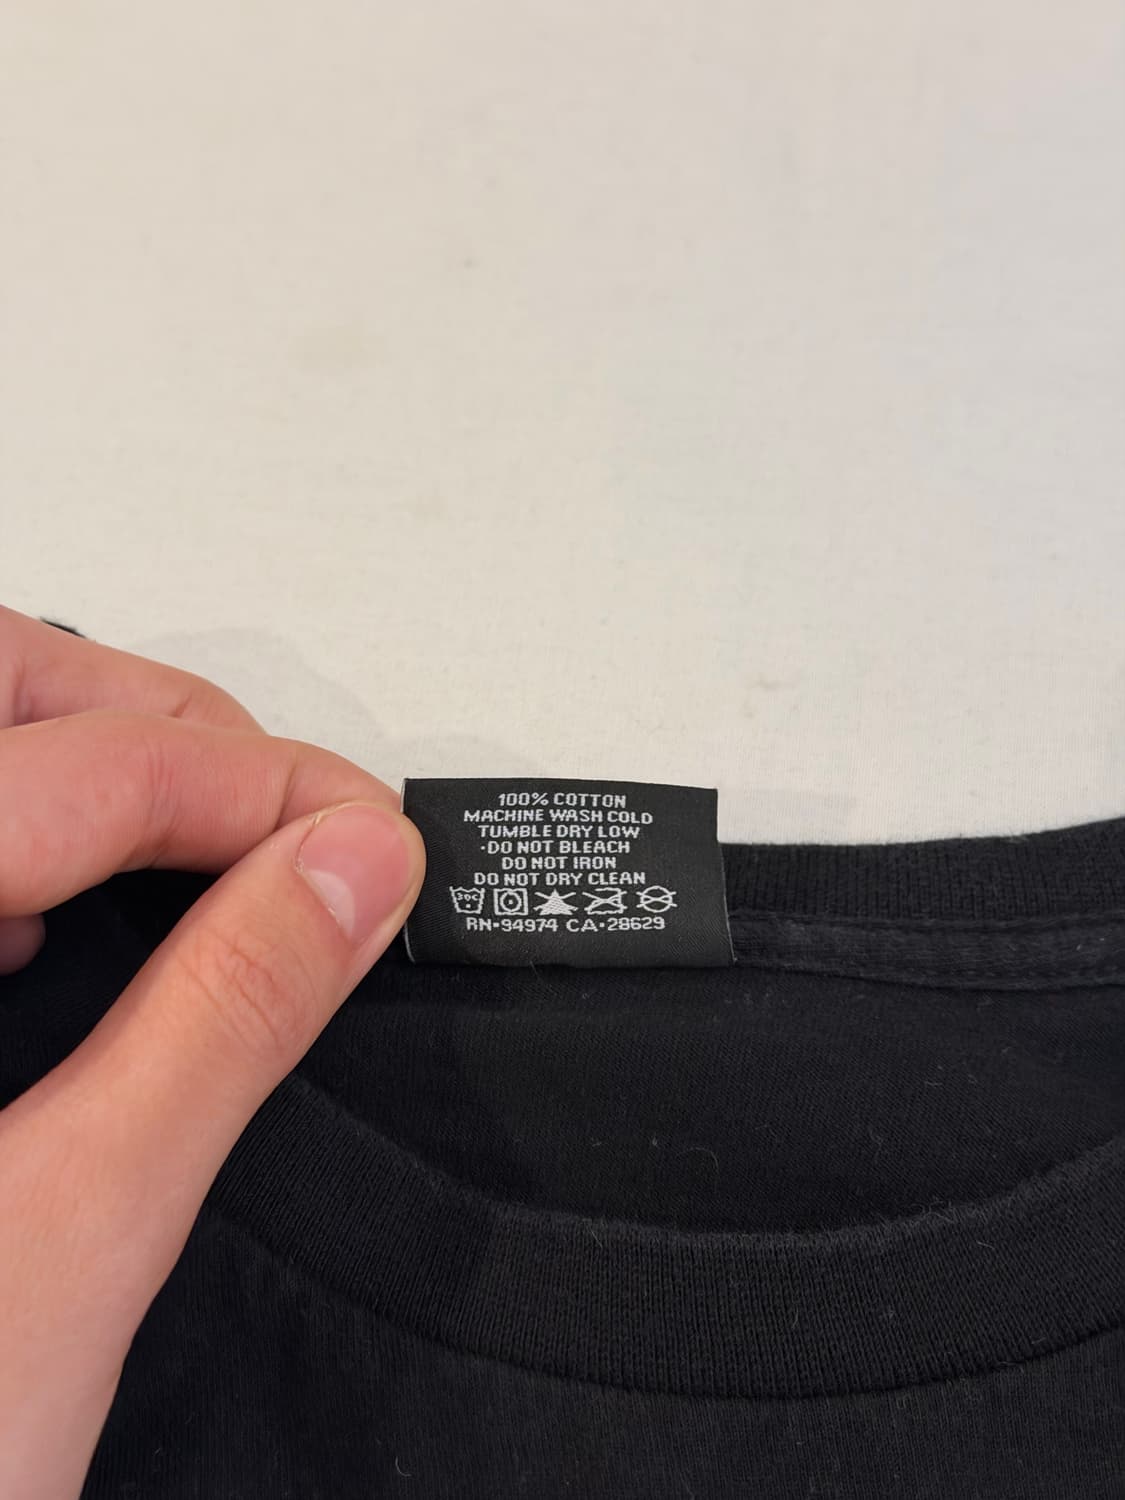 100% COTTON
MACHINE WASH COLD
TUMBLE DRY LOW
·DO NOT BLEACH
DO NOT IRON
DO NOT DRY CLEAN
30C
RN·94974 CA·28629